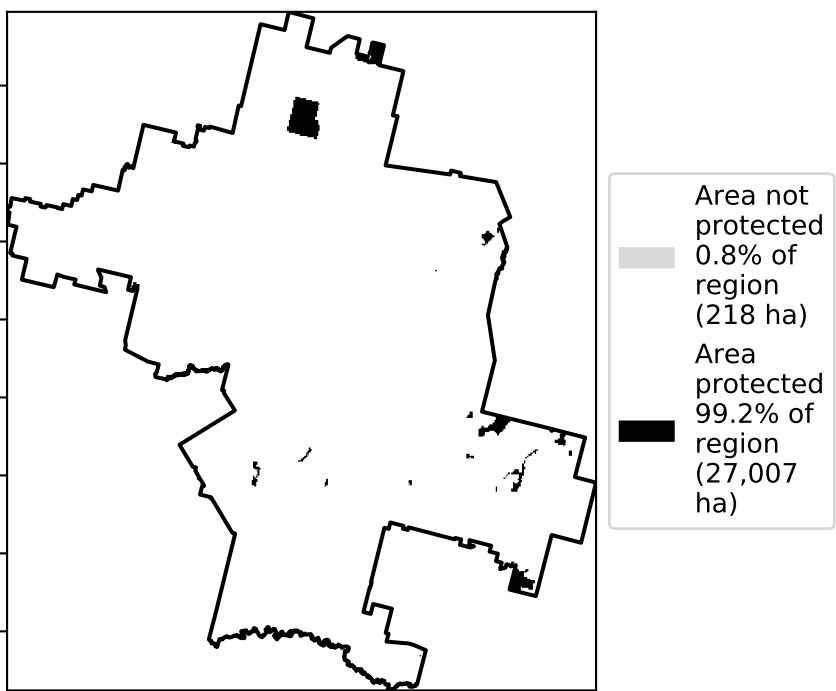 Area not
protected
0.8% of
region
(218 ha)
Area
protected
99.2% of
region
(27,007
ha)